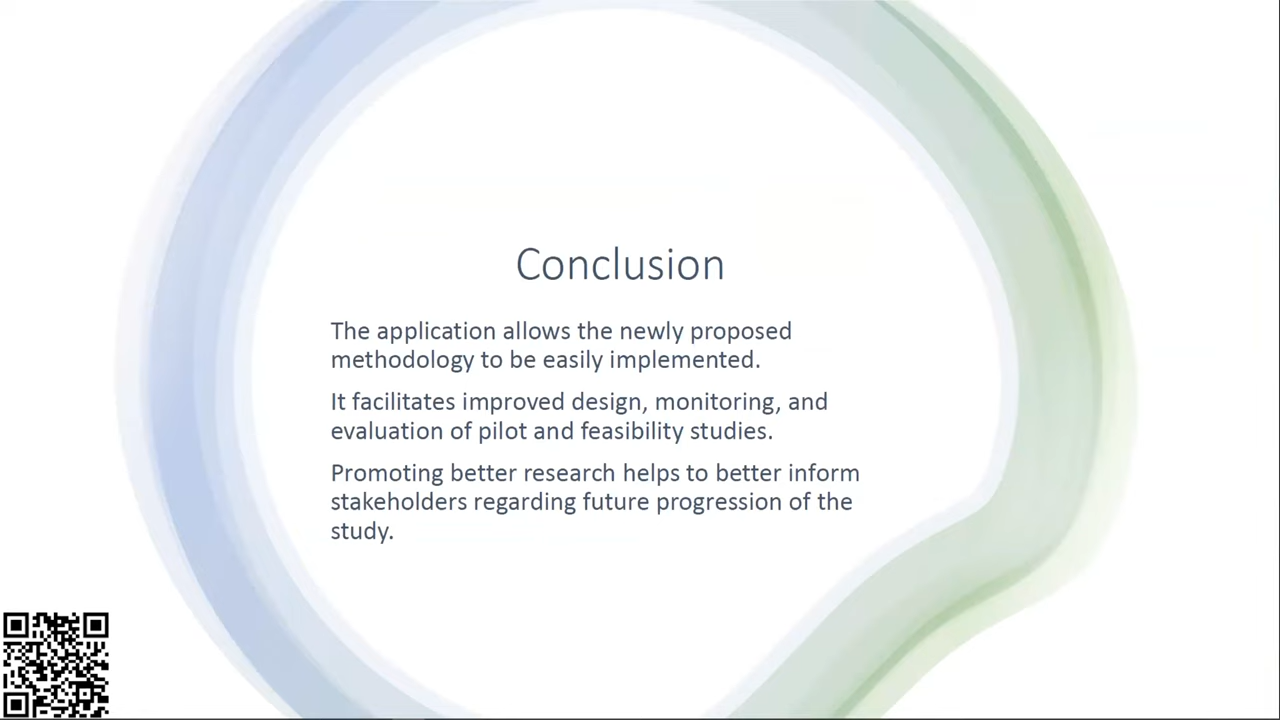 Conclusion
The application allows the newly proposed
methodology to be easily implemented.
It facilitates improved design, monitoring, and
evaluation of pilot and feasibility studies.
Promoting better research helps to better inform
stakeholders regarding future progression of the
study.